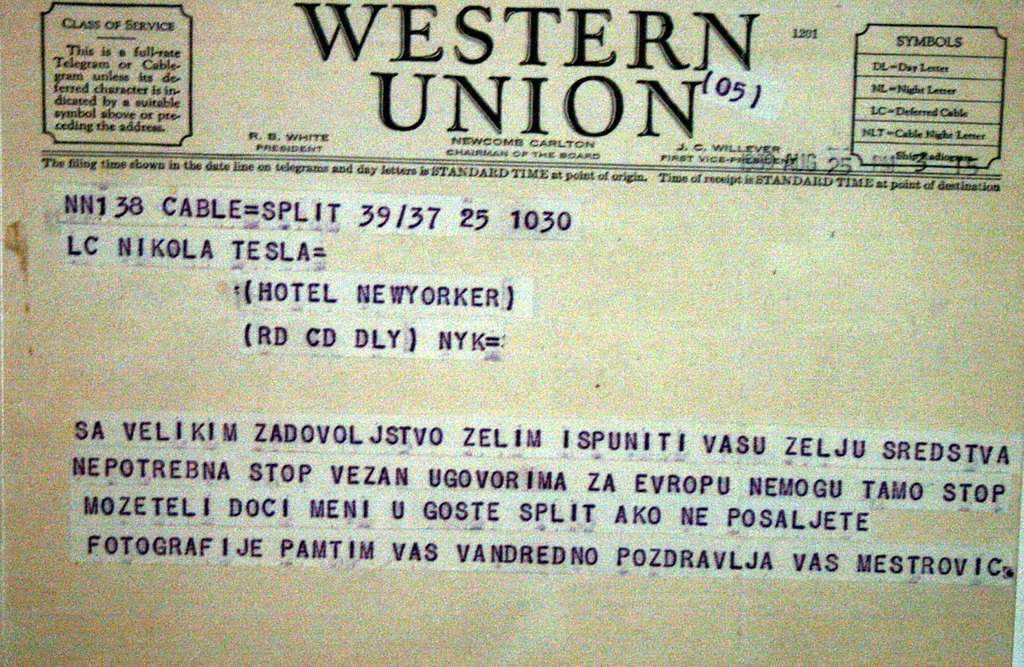 CLASS OF SERVICE
This is a full-rate
Telegram or Cable-
gram unless its de-
ferred character is in-
dicated by a suitable
symbol above or pre-
ceding the address.
WESTERN
UNION
(05)
1201
SYMBOLS
DL=Day Letter
NL=Night Letter
LC=Deferred Cable
NLT=Cable Night Letter
Ship Radiogram
R. B. WHITE
PRESIDENT
NEWCOMB CARLTON
CHAIRMAN OF THE BOARD
J. C. WILLEVER
FIRST VICE-PRESIDENT
AUG 25 PM 3 13
The filing time shown in the date line on telegrams and day letters is STANDARD TIME at point of origin. Time of receipt is STANDARD TIME at point of destination
NN138 CABLE=SPLIT 39/37 25 1030
LC NIKOLA TESLA=
(HOTEL NEWYORKER)
(RD CD DLY) NYK=
SA VELIKIM ZADOVOLJSTVO ZELIM ISPUNITI VASU ZELJU SREDSTVA
NEPOTREBNA STOP VEZAN UGOVORIMA ZA EVROPU NEMOGU TAMO STOP
MOZETELI DOCI MENI U GOSTE SPLIT AKO NE POSALJETE
FOTOGRAFIJE PAMTIM VAS VANDREDNO POZDRAVLJA VAS MESTROVIC.